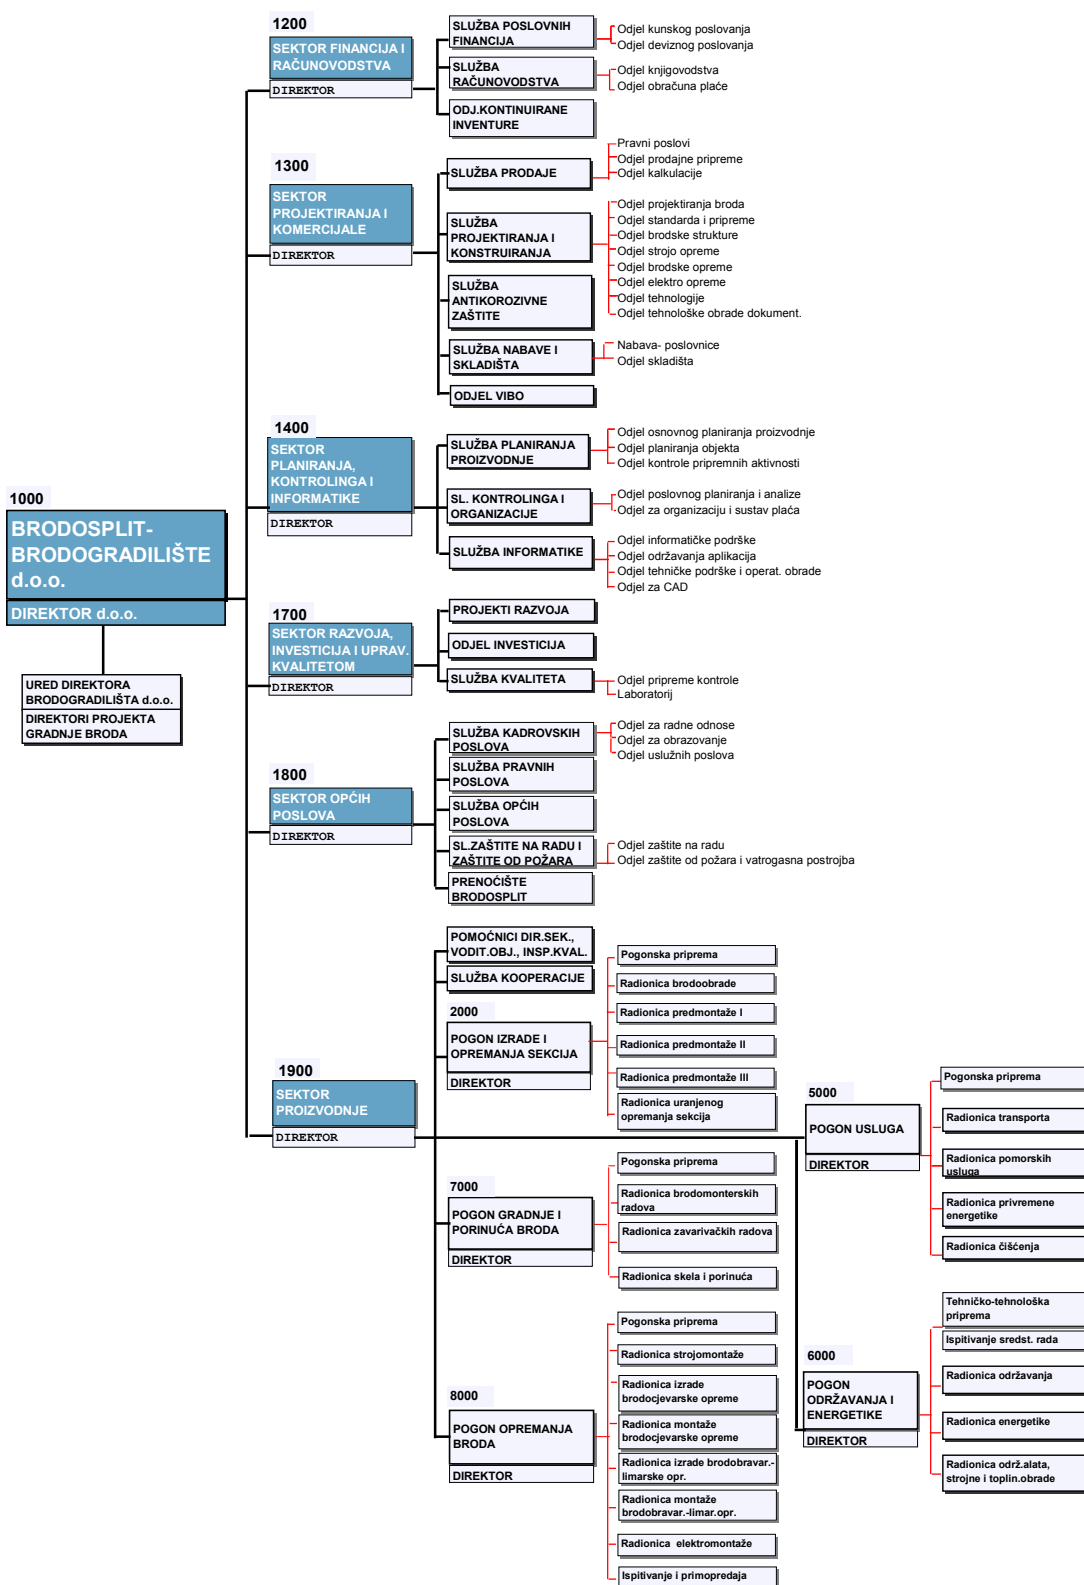 1000
BRODOSPLIT-
BRODOGRADILIŠTE
d.o.o.
DIREKTOR d.o.o.
URED DIREKTORA
BRODOGRADILIŠTA d.o.o.
DIREKTORI PROJEKTA
GRADNJE BRODA
1200
SEKTOR FINANCIJA I
RAČUNOVODSTVA
DIREKTOR
SLUŽBA POSLOVNIH
FINANCIJA
Odjel kunskog poslovanja
Odjel deviznog poslovanja
SLUŽBA
RAČUNOVODSTVA
Odjel knjigovodstva
Odjel obračuna plaće
ODJ.KONTINUIRANE
INVENTURE
1300
SEKTOR
PROJEKTIRANJA I
KOMERCIJALE
DIREKTOR
SLUŽBA PRODAJE
Pravni poslovi
Odjel prodajne pripreme
Odjel kalkulacije
SLUŽBA
PROJEKTIRANJA I
KONSTRUIRANJA
Odjel projektiranja broda
Odjel standarda i pripreme
Odjel brodske strukture
Odjel strojo opreme
Odjel brodske opreme
Odjel elektro opreme
Odjel tehnologije
Odjel tehnološke obrade dokument.
SLUŽBA
ANTIKOROZIVNE
ZAŠTITE
SLUŽBA NABAVE I
SKLADIŠTA
Nabava- poslovnice
Odjel skladišta
ODJEL VIBO
1400
SEKTOR
PLANIRANJA,
KONTROLINGA I
INFORMATIKE
DIREKTOR
SLUŽBA PLANIRANJA
PROIZVODNJE
Odjel osnovnog planiranja proizvodnje
Odjel planiranja objekta
Odjel kontrole pripremnih aktivnosti
SL. KONTROLINGA I
ORGANIZACIJE
Odjel poslovnog planiranja i analize
Odjel za organizaciju i sustav plaća
SLUŽBA INFORMATIKE
Odjel informatičke podrške
Odjel održavanja aplikacija
Odjel tehničke podrške i operat. obrade
Odjel za CAD
1700
SEKTOR RAZVOJA,
INVESTICIJA I UPRAV.
KVALITETOM
DIREKTOR
PROJEKTI RAZVOJA
ODJEL INVESTICIJA
SLUŽBA KVALITETA
Odjel pripreme kontrole
Laboratorij
1800
SEKTOR OPĆIH
POSLOVA
DIREKTOR
SLUŽBA KADROVSKIH
POSLOVA
Odjel za radne odnose
Odjel za obrazovanje
Odjel uslužnih poslova
SLUŽBA PRAVNIH
POSLOVA
SLUŽBA OPĆIH
POSLOVA
SL.ZAŠTITE NA RADU I
ZAŠTITE OD POŽARA
Odjel zaštite na radu
Odjel zaštite od požara i vatrogasna postrojba
PRENOĆIŠTE
BRODOSPLIT
1900
SEKTOR
PROIZVODNJE
DIREKTOR
POMOĆNICI DIR.SEK.,
VODIT.OBJ., INSP.KVAL.
SLUŽBA KOOPERACIJE
2000
POGON IZRADE I
OPREMANJA SEKCIJA
DIREKTOR
Pogonska priprema
Radionica brodoobrade
Radionica predmontaže I
Radionica predmontaže II
Radionica predmontaže III
Radionica uranjenog
opremanja sekcija
7000
POGON GRADNJE I
PORINUĆA BRODA
DIREKTOR
Pogonska priprema
Radionica brodomonterskih
radova
Radionica zavarivačkih radova
Radionica skela i porinuća
8000
POGON OPREMANJA
BRODA
DIREKTOR
Pogonska priprema
Radionica strojomontaže
Radionica izrade
brodocjevarske opreme
Radionica montaže
brodocjevarske opreme
Radionica izrade brodobravar.-
limarske opr.
Radionica montaže
brodobravar.-limar.opr.
Radionica elektromontaže
Ispitivanje i primopredaja
5000
POGON USLUGA
DIREKTOR
Pogonska priprema
Radionica transporta
Radionica pomorskih
usluga
Radionica privremene
energetike
Radionica čišćenja
6000
POGON
ODRŽAVANJA I
ENERGETIKE
DIREKTOR
Tehničko-tehnološka
priprema
Ispitivanje sredst. rada
Radionica održavanja
Radionica energetike
Radionica održ.alata,
strojne i toplin.obrade